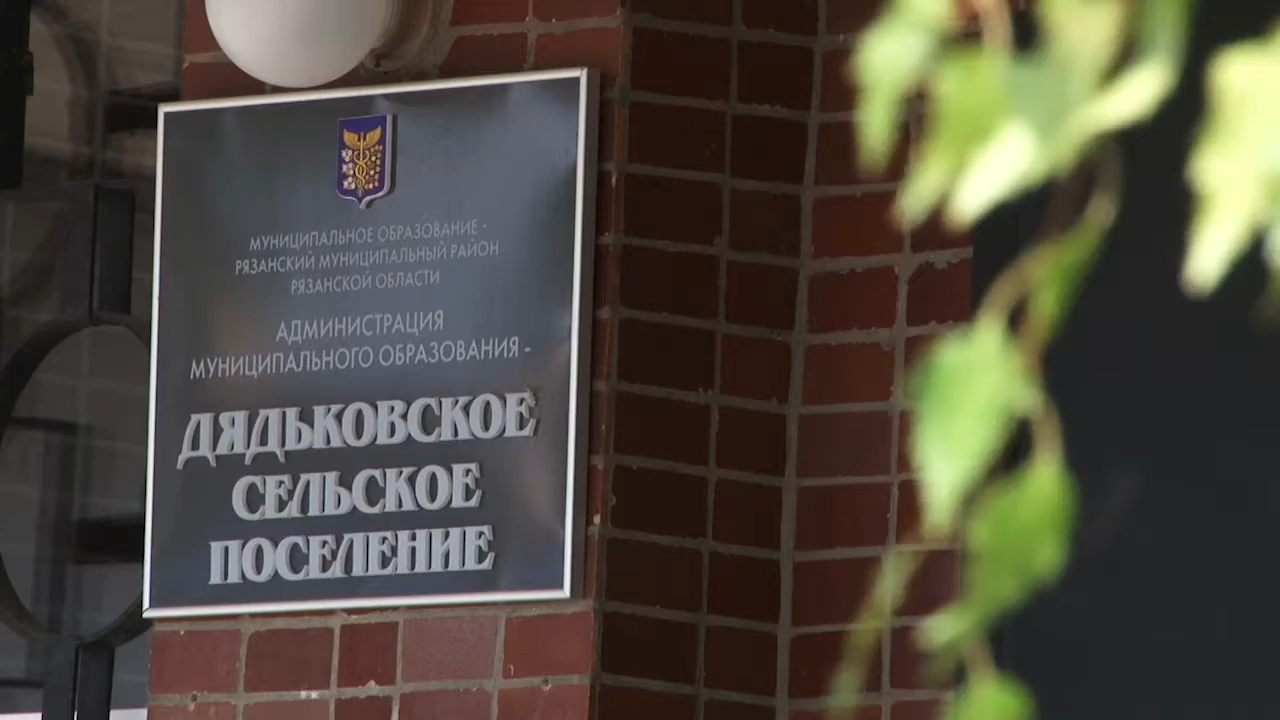 МУНИЦИПАЛЬНОЕ ОБРАЗОВАНИЕ -
РЯЗАНСКИЙ МУНИЦИПАЛЬНЫЙ РАЙОН
РЯЗАНСКОЙ ОБЛАСТИ
АДМИНИСТРАЦИЯ
МУНИЦИПАЛЬНОГО ОБРАЗОВАНИЯ -
ДЯДЬКОВСКОЕ
СЕЛЬСКОЕ
ПОСЕЛЕНИЕ